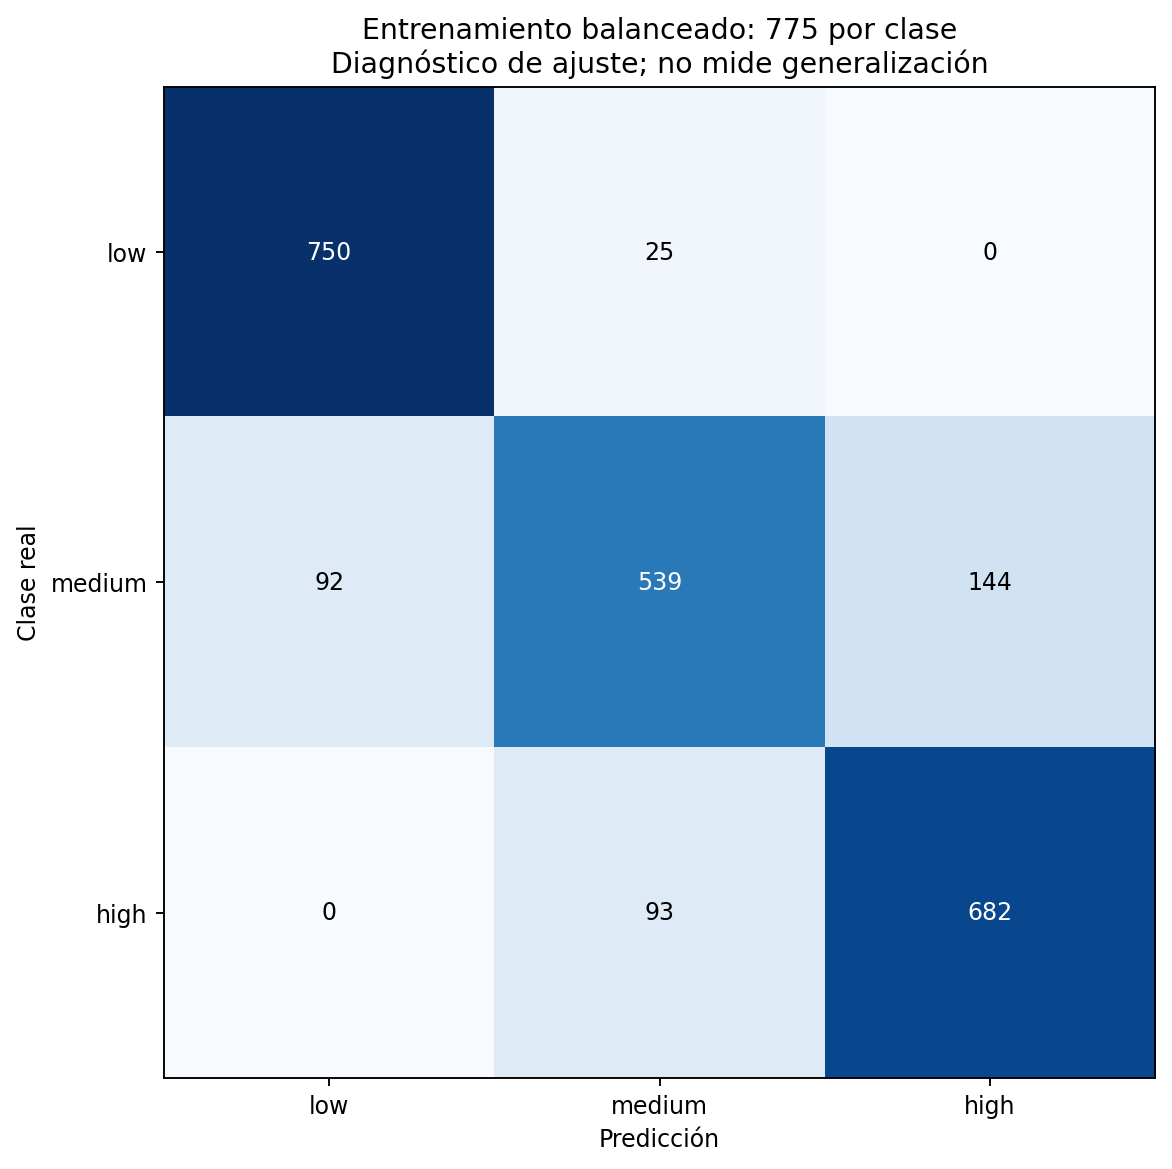 Entrenamiento balanceado: 775 por clase
Diagnóstico de ajuste; no mide generalización
Clase real
low
750
25
0
medium
92
539
144
high
0
93
682
low
medium
high
Predicción